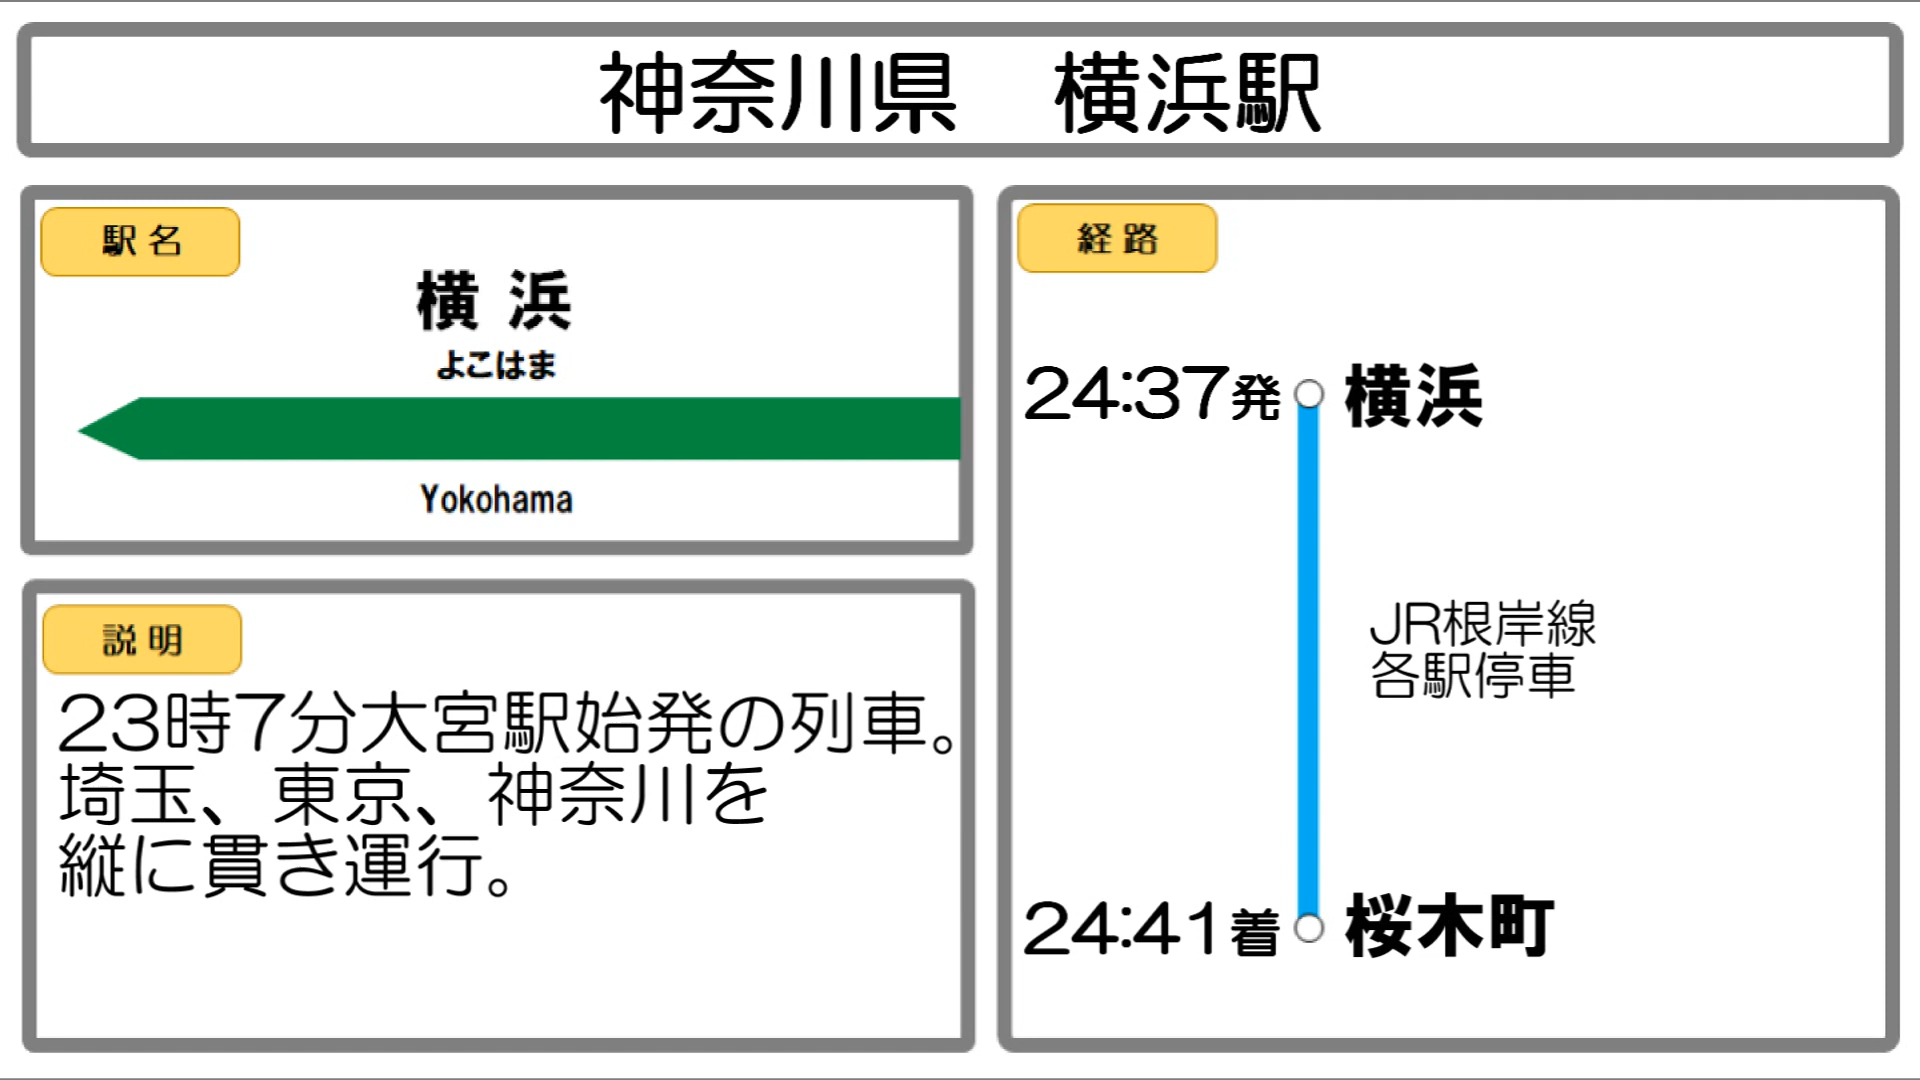 神奈川県　横浜駅
駅名
横浜
よこはま
Yokohama
説明
23時7分大宮駅始発の列車。
埼玉、東京、神奈川を
縦に貫き運行。
経路
24:37発 横浜
JR根岸線
各駅停車
24:41着 桜木町